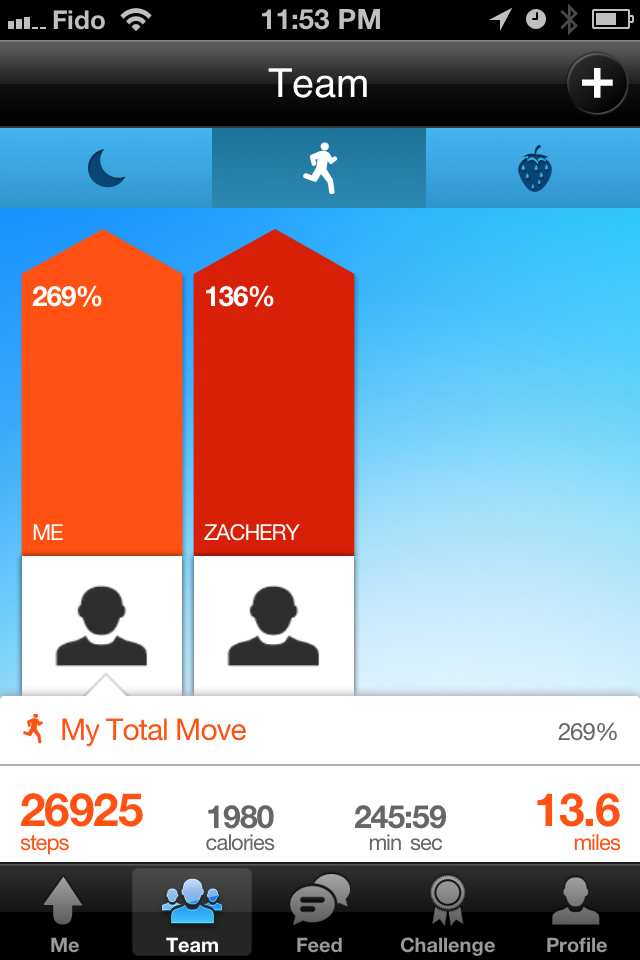 Fido 11:53 PM
Team
269% 136%
ME ZACHERY
My Total Move 269%
26925 1980 245:59 13.6
steps calories min sec miles
Me Team Feed Challenge Profile